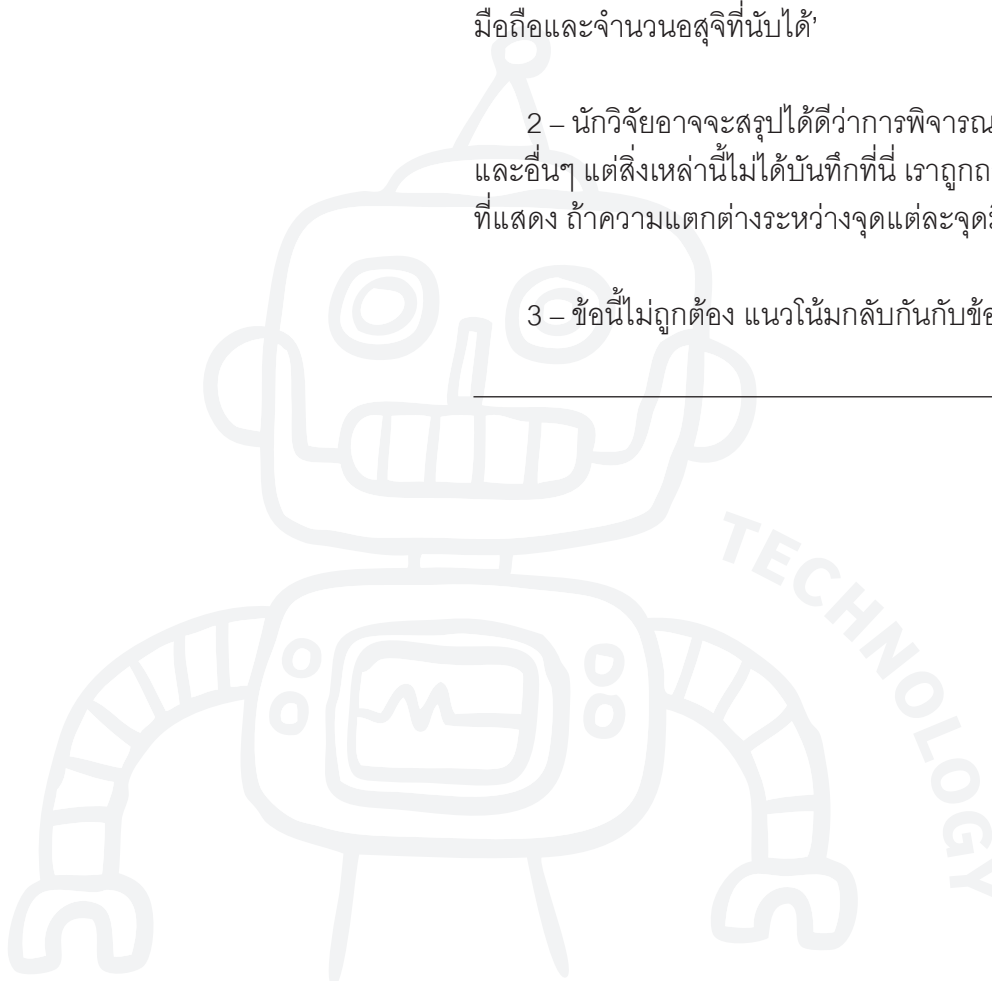 มือถือและจำนวนอสุจิที่นับได้’
2 – นักวิจัยอาจจะสรุปได้ดีว่าการพิจารณ
และอื่นๆ แต่สิ่งเหล่านี้ไม่ได้บันทึกที่นี่ เราถูกถ
ที่แสดง ถ้าความแตกต่างระหว่างจุดแต่ละจุดมี
3 – ข้อนี้ไม่ถูกต้อง แนวโน้มกลับกันกับข้อ
TECHNOLOGY